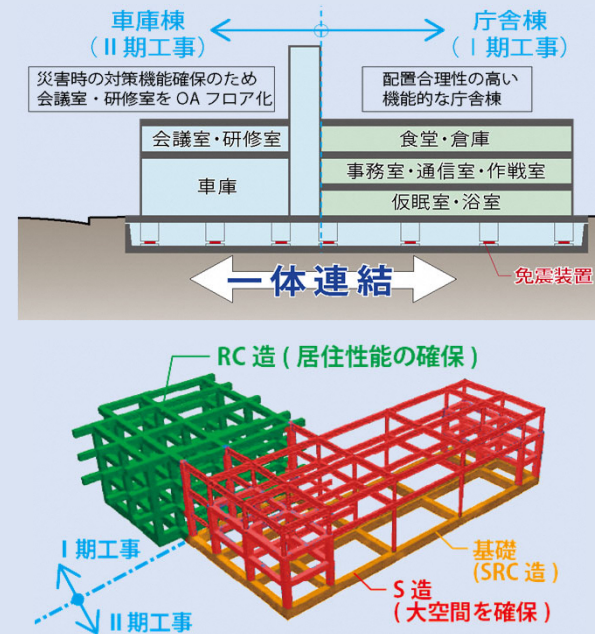 車庫棟
(II期工事)
庁舎棟
(I期工事)
災害時の対策機能確保のため
会議室・研修室をOAフロア化
配置合理性の高い
機能的な庁舎棟
会議室・研修室
車庫
食堂・倉庫
事務室・通信室・作戦室
仮眠室・浴室
一体連結
免震装置
RC造(居住性能の確保)
I期工事
II期工事
基礎
(SRC造)
S造
(大空間を確保)